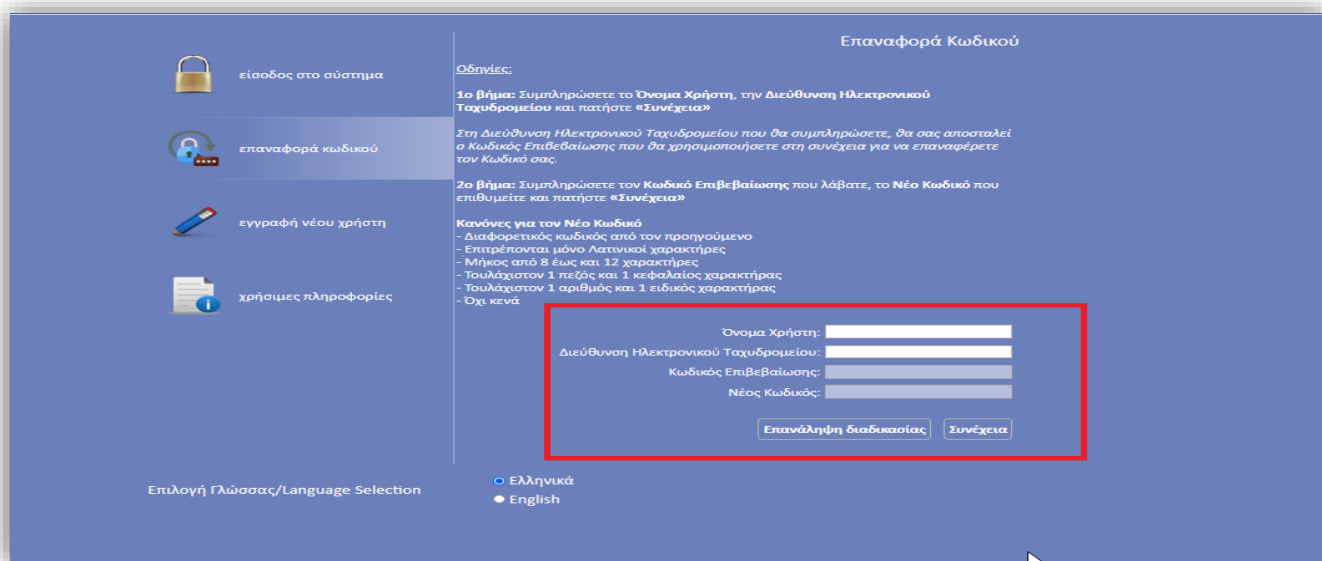 Επαναφορά Κωδικού
είσοδος στο σύστημα
επαναφορά κωδικού
εγγραφή νέου χρήστη
χρήσιμες πληροφορίες
Οδηγίες:
1ο βήμα: Συμπληρώσετε το Όνομα Χρήστη, την Διεύθυνση Ηλεκτρονικού
Ταχυδρομείου και πατήστε «Συνέχεια»
Στη Διεύθυνση Ηλεκτρονικού Ταχυδρομείου που θα συμπληρώσετε, θα σας αποσταλεί
ο Κωδικός Επιβεβαίωσης που θα χρησιμοποιήσετε στη συνέχεια για να επαναφέρετε
τον Κωδικό σας.
2ο βήμα: Συμπληρώσετε τον Κωδικό Επιβεβαίωσης που λάβατε, το Νέο Κωδικό που
επιθυμείτε και πατήστε «Συνέχεια»
Κανόνες για τον Νέο Κωδικό
- Διαφορετικός κωδικός από τον προηγούμενο
- Επιτρέπονται μόνο Λατινικοί χαρακτήρες
- Μήκος από 8 έως και 12 χαρακτήρες
- Τουλάχιστον 1 πεζός και 1 κεφαλαίος χαρακτήρας
- Τουλάχιστον 1 αριθμός και 1 ειδικός χαρακτήρας
- Όχι κενά
Όνομα Χρήστη:
Διεύθυνση Ηλεκτρονικού Ταχυδρομείου:
Κωδικός Επιβεβαίωσης:
Νέος Κωδικός:
Επανάληψη διαδικασίας Συνέχεια
Επιλογή Γλώσσας/Language Selection
Ελληνικά
English